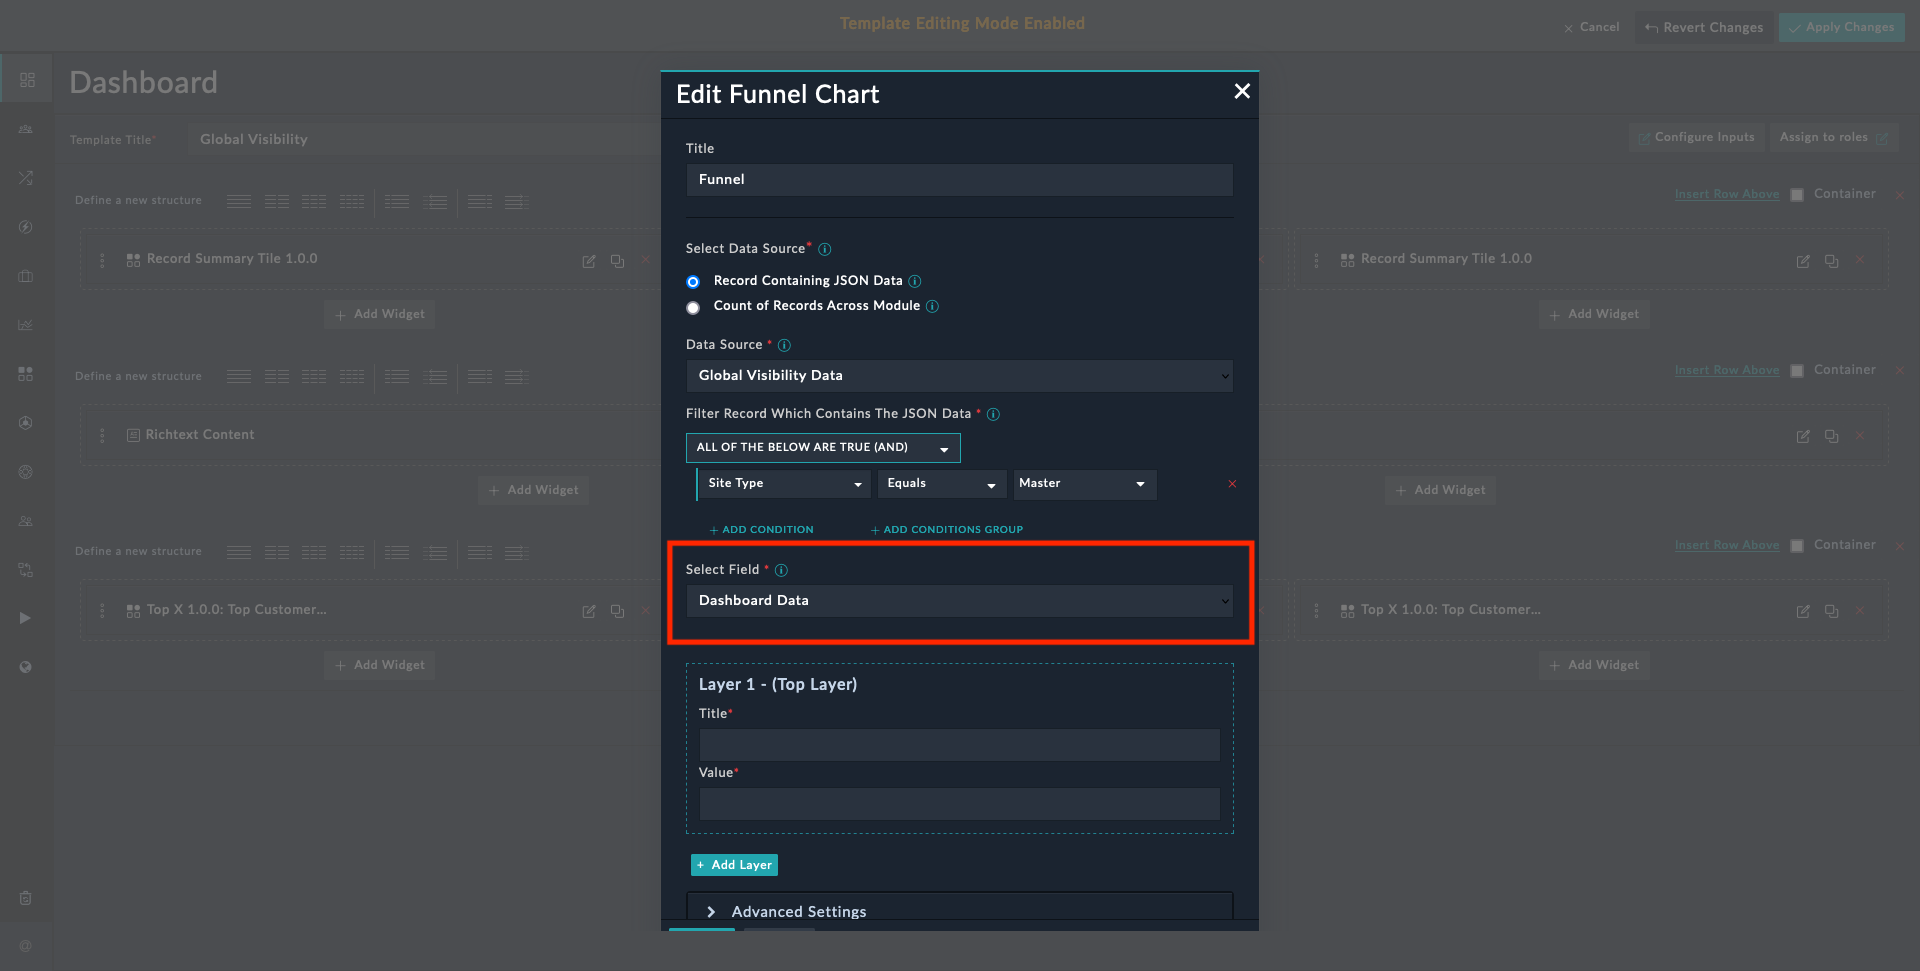 Template Editing Mode Enabled
Cancel
Revert Changes
Apply Changes
Dashboard
Template Title*
Global Visibility
Configure Inputs
Assign to roles
Define a new structure
Insert Row Above
Container
Record Summary Tile 1.0.0
Record Summary Tile 1.0.0
+ Add Widget
+ Add Widget
Define a new structure
Insert Row Above
Container
Richtext Content
+ Add Widget
+ Add Widget
Define a new structure
Insert Row Above
Container
Top X 1.0.0: Top Customer...
Top X 1.0.0: Top Customer...
+ Add Widget
+ Add Widget
Edit Funnel Chart
Title
Funnel
Select Data Source*
Record Containing JSON Data
Count of Records Across Module
Data Source *
Global Visibility Data
Filter Record Which Contains The JSON Data *
ALL OF THE BELOW ARE TRUE (AND)
Site Type Equals Master
+ ADD CONDITION + ADD CONDITIONS GROUP
Select Field *
Dashboard Data
Layer 1 - (Top Layer)
Title*
Value*
+ Add Layer
Advanced Settings